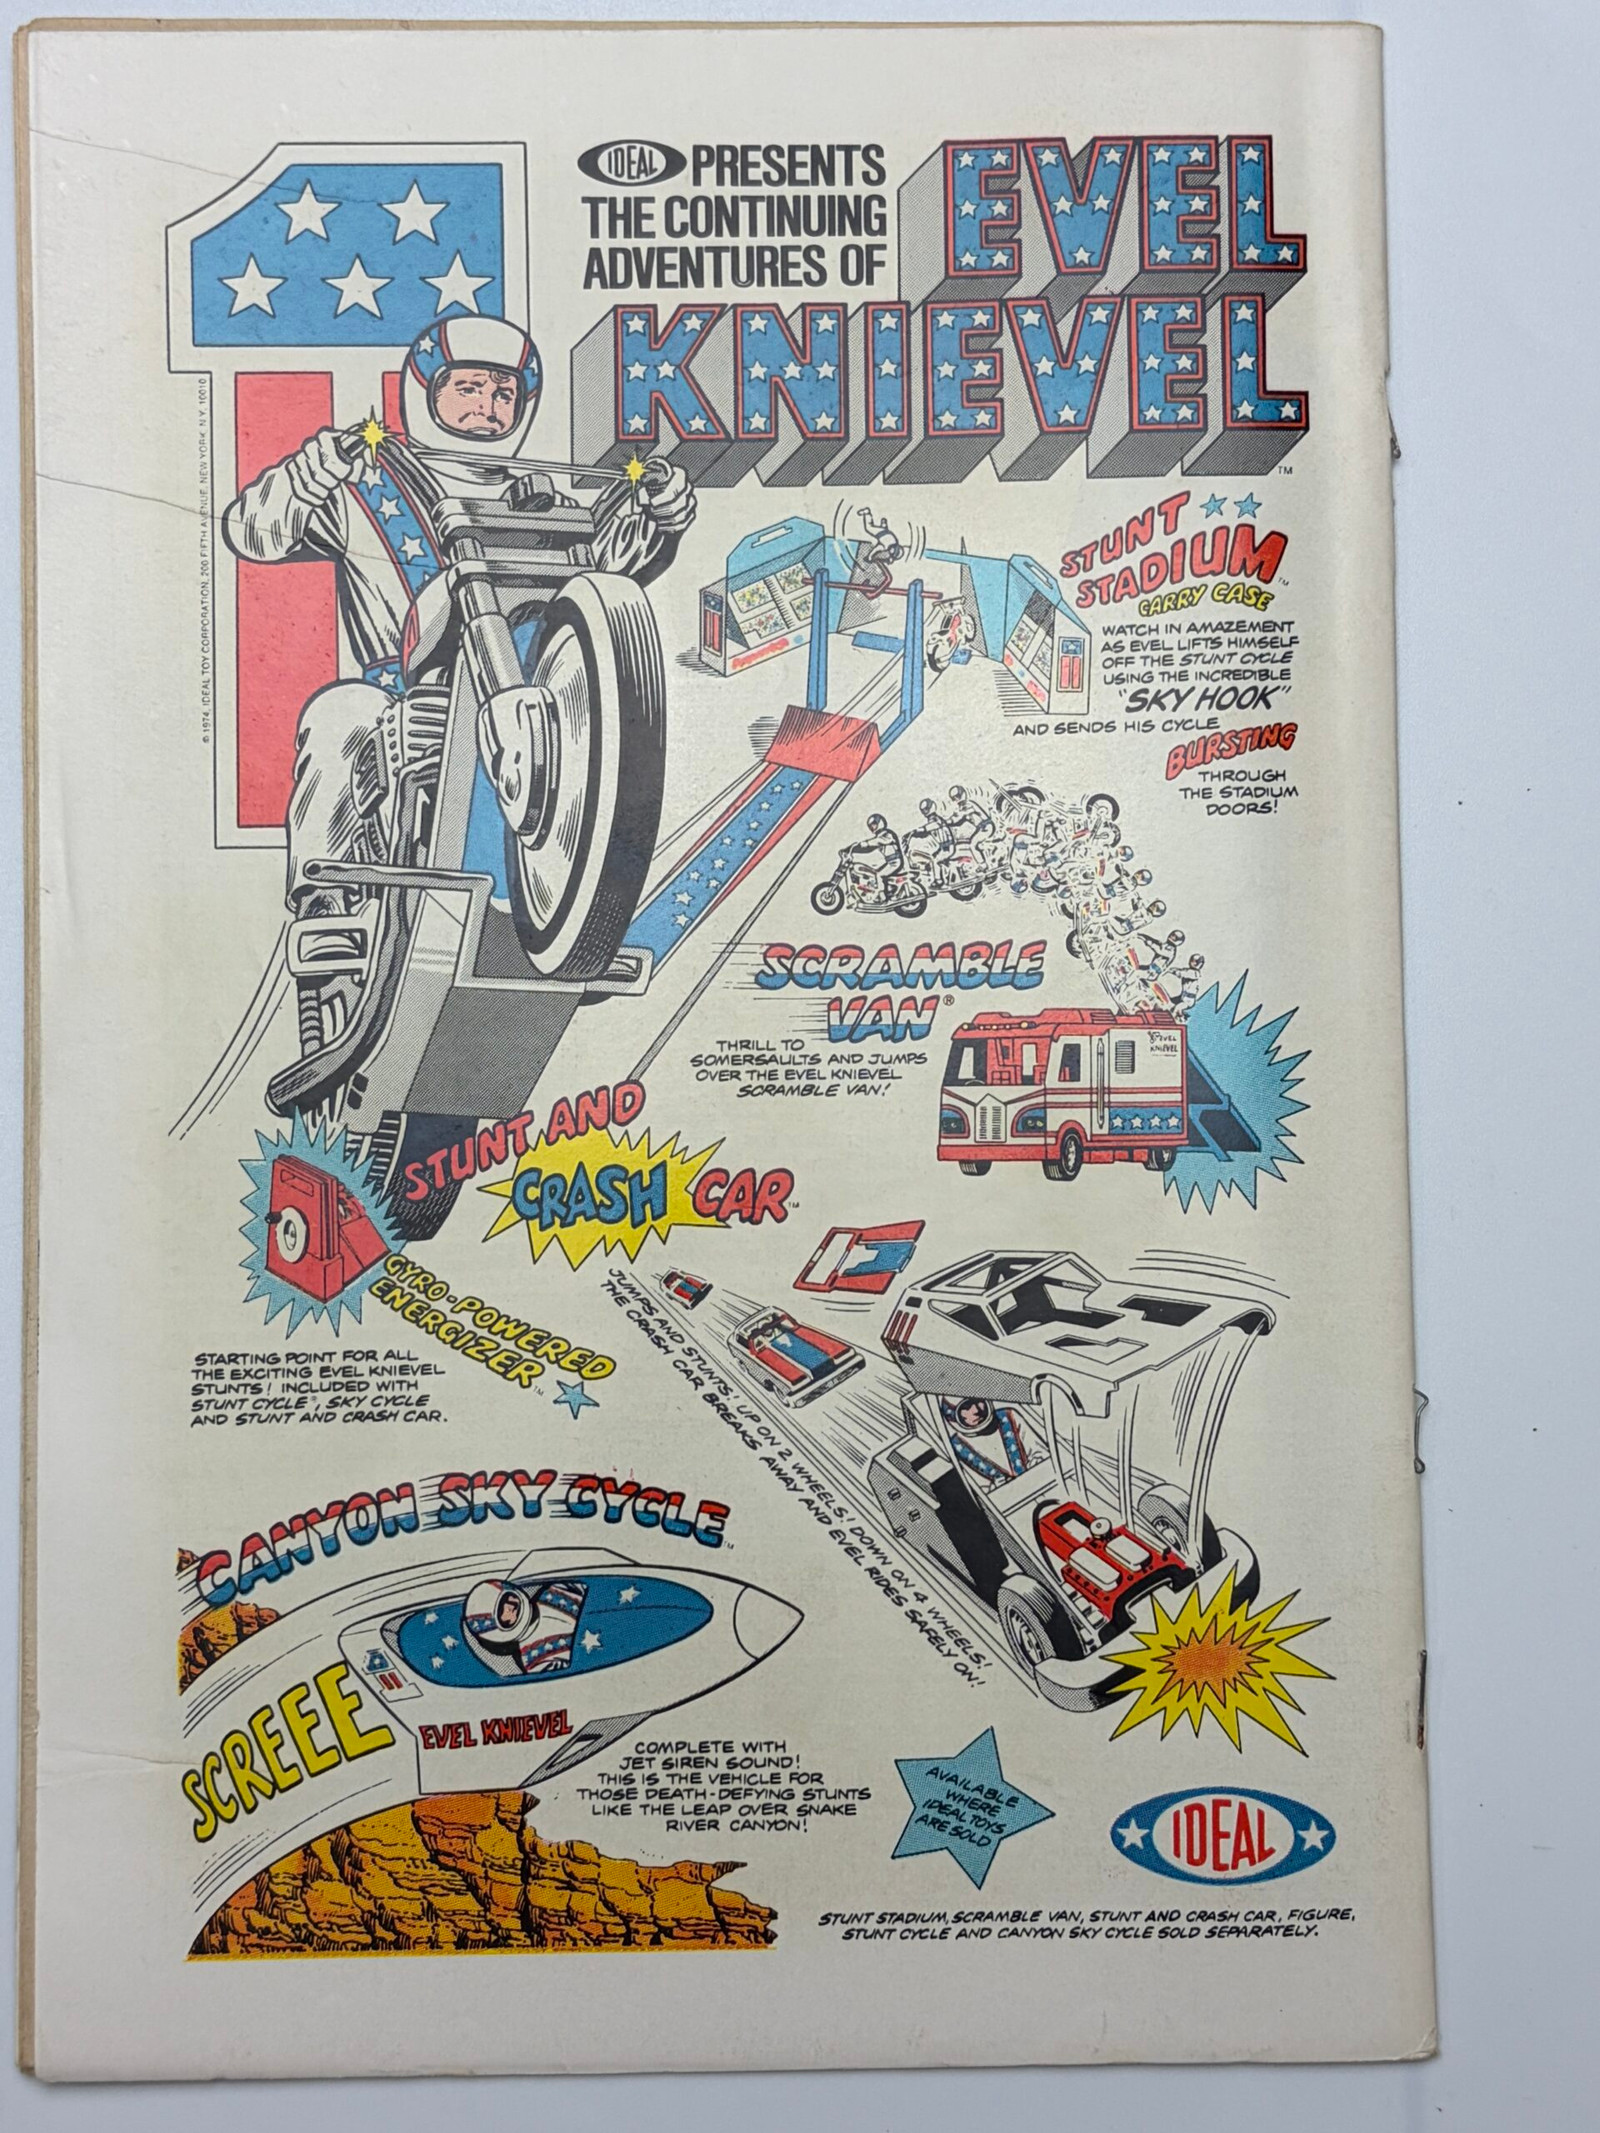 IDEAL PRESENTS
THE CONTINUING
ADVENTURES OF
EVEL
KNIEVEL
TM
© 1974, IDEAL TOY CORPORATION, 200 FIFTH AVENUE, NEW YORK, N.Y. 10010
STUNT
STADIUM
TM
CARRY CASE
WATCH IN AMAZEMENT
AS EVEL LIFTS HIMSELF
OFF THE STUNT CYCLE
USING THE INCREDIBLE
"SKY HOOK"
AND SENDS HIS CYCLE
BURSTING
THROUGH
THE STADIUM
DOORS!
SCRAMBLE
VAN®
THRILL TO
SOMERSAULTS AND JUMPS
OVER THE EVEL KNIEVEL
SCRAMBLE VAN!
EVEL
KNIEVEL
STUNT AND
CRASH CAR
TM
GYRO-POWERED
ENERGIZER
TM
STARTING POINT FOR ALL
THE EXCITING EVEL KNIEVEL
STUNTS! INCLUDED WITH
STUNT CYCLE®, SKY CYCLE
AND STUNT AND CRASH CAR.
JUMPS AND STUNTS! UP ON 2 WHEELS! DOWN ON 4 WHEELS!
THE CRASH CAR BREAKS AWAY AND EVEL RIDES SAFELY ON!
CANYON SKY CYCLE
TM
SCREEE
EVEL KNIEVEL
COMPLETE WITH
JET SIREN SOUND!
THIS IS THE VEHICLE FOR
THOSE DEATH-DEFYING STUNTS
LIKE THE LEAP OVER SNAKE
RIVER CANYON!
AVAILABLE
WHERE
IDEAL TOYS
ARE SOLD
IDEAL
STUNT STADIUM, SCRAMBLE VAN, STUNT AND CRASH CAR, FIGURE,
STUNT CYCLE AND CANYON SKY CYCLE SOLD SEPARATELY.